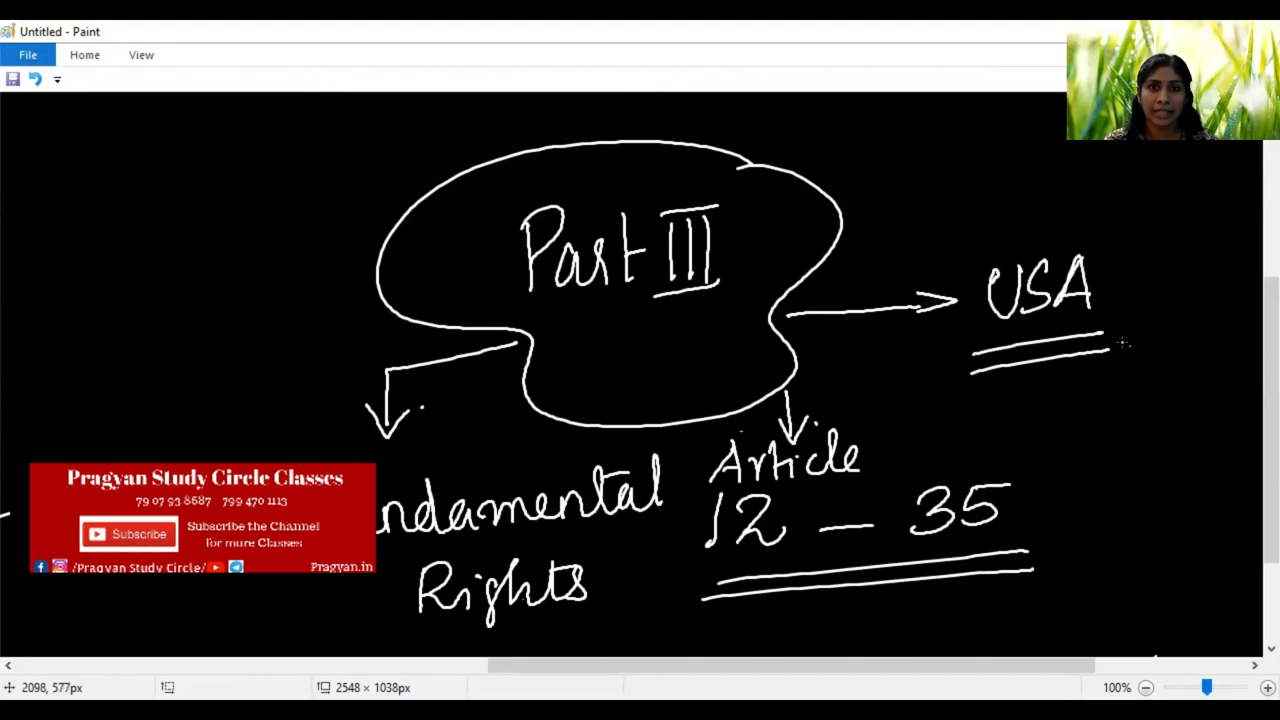 Untitled - Paint
File Home View
Part III
USA
Article
12 - 35
ndamental
Rights
Pragyan Study Circle Classes
79 07 93 8687 799 470 1113
Subscribe
Subscribe the Channel
for more Classes
/Pragyan Study Circle/
Pragyan.in
2098, 577px
2548 × 1038px
100%